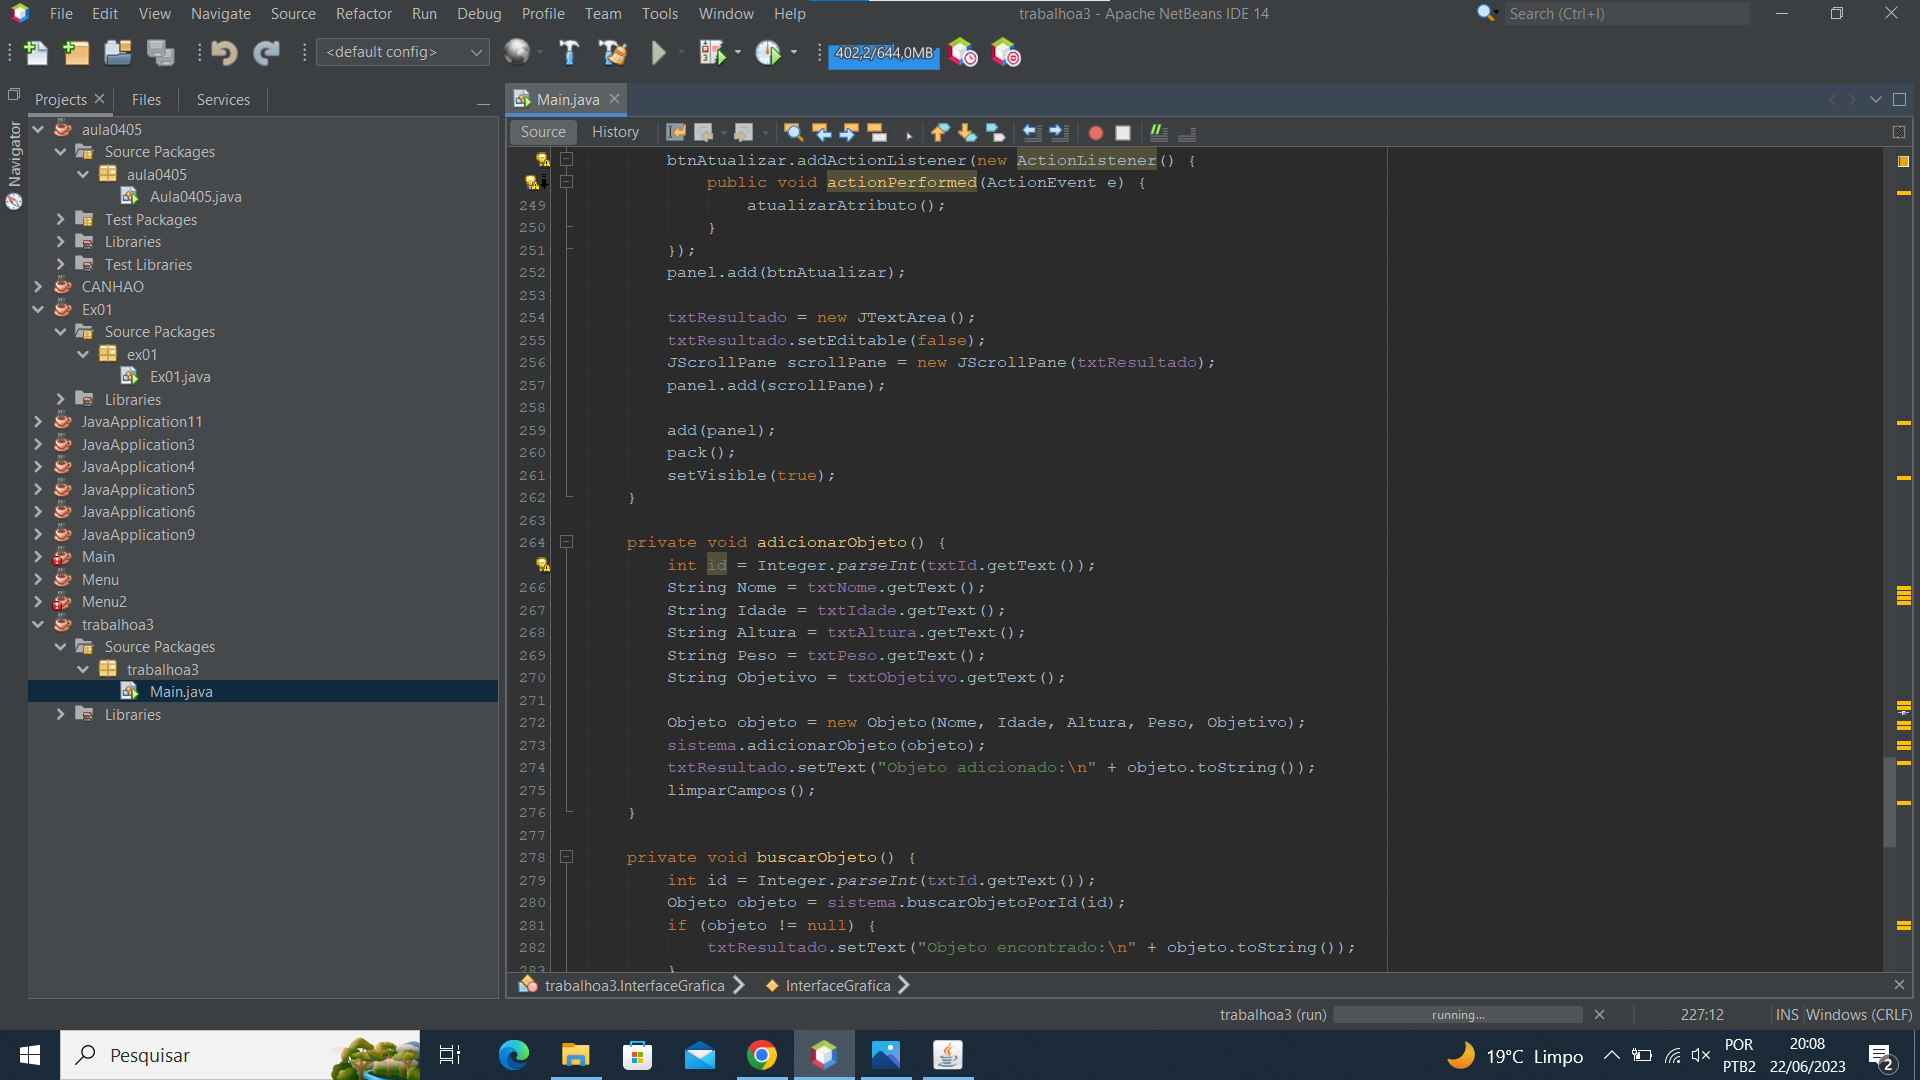 File Edit View Navigate Source Refactor Run Debug Profile Team Tools Window Help
trabalhoa3 - Apache NetBeans IDE 14
Search (Ctrl+I)
<default config>
402,2/644,0MB
Projects
Files
Services
Navigator
aula0405
Source Packages
aula0405
Aula0405.java
Test Packages
Libraries
Test Libraries
CANHAO
Ex01
Source Packages
ex01
Ex01.java
Libraries
JavaApplication11
JavaApplication3
JavaApplication4
JavaApplication5
JavaApplication6
JavaApplication9
Main
Menu
Menu2
trabalhoa3
Source Packages
trabalhoa3
Main.java
Libraries
Main.java
Source History
btnAtualizar.addActionListener(new ActionListener() {
public void actionPerformed(ActionEvent e) {
249 atualizarAtributo();
250 }
251 });
252 panel.add(btnAtualizar);
253
254 txtResultado = new JTextArea();
255 txtResultado.setEditable(false);
256 JScrollPane scrollPane = new JScrollPane(txtResultado);
257 panel.add(scrollPane);
258
259 add(panel);
260 pack();
261 setVisible(true);
262 }
263
264 private void adicionarObjeto() {
int id = Integer.parseInt(txtId.getText());
266 String Nome = txtNome.getText();
267 String Idade = txtIdade.getText();
268 String Altura = txtAltura.getText();
269 String Peso = txtPeso.getText();
270 String Objetivo = txtObjetivo.getText();
271
272 Objeto objeto = new Objeto(Nome, Idade, Altura, Peso, Objetivo);
273 sistema.adicionarObjeto(objeto);
274 txtResultado.setText("Objeto adicionado:\n" + objeto.toString());
275 limparCampos();
276 }
277
278 private void buscarObjeto() {
279 int id = Integer.parseInt(txtId.getText());
280 Objeto objeto = sistema.buscarObjetoPorId(id);
281 if (objeto != null) {
282 txtResultado.setText("Objeto encontrado:\n" + objeto.toString());
283 }
trabalhoa3.InterfaceGrafica
InterfaceGrafica
trabalhoa3 (run)
running...
227:12
INS
Windows (CRLF)
Pesquisar
19°C Limpo
POR
PTB2
20:08
22/06/2023
2